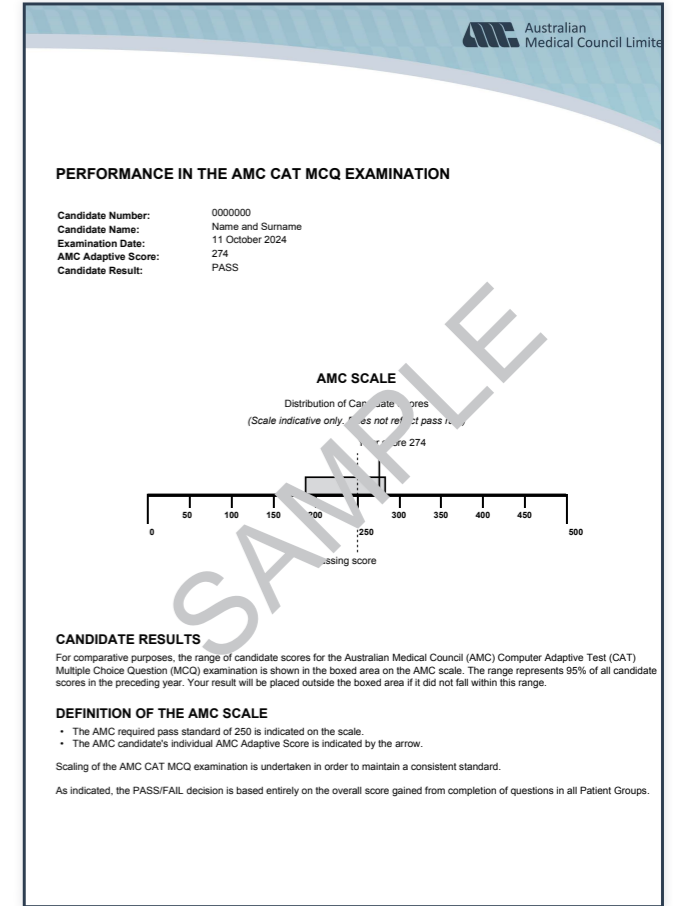 Australian
Medical Council Limite
PERFORMANCE IN THE AMC CAT MCQ EXAMINATION
Candidate Number: 0000000
Candidate Name: Name and Surname
Examination Date: 11 October 2024
AMC Adaptive Score: 274
Candidate Result: PASS
AMC SCALE
Distribution of
(Scale indicative only. not pass
274
50 100 150 200 300 350 400 450
0 250 500
score
SAMPLE
CANDIDATE RESULTS
For comparative purposes, the range of candidate scores for the Australian Medical Council (AMC) Computer Adaptive Test (CAT)
Multiple Choice Question (MCQ) examination is shown in the boxed area on the AMC scale. The range represents 95% of all candidate
scores in the preceding year. Your result will be placed outside the boxed area if it did not fall within this range.
DEFINITION OF THE AMC SCALE
• The AMC required pass standard of 250 is indicated on the scale.
• The AMC candidate's individual AMC Adaptive Score is indicated by the arrow.
Scaling of the AMC CAT MCQ examination is undertaken in order to maintain a consistent standard.
As indicated, the PASS/FAIL decision is based entirely on the overall score gained from completion of questions in all Patient Groups.